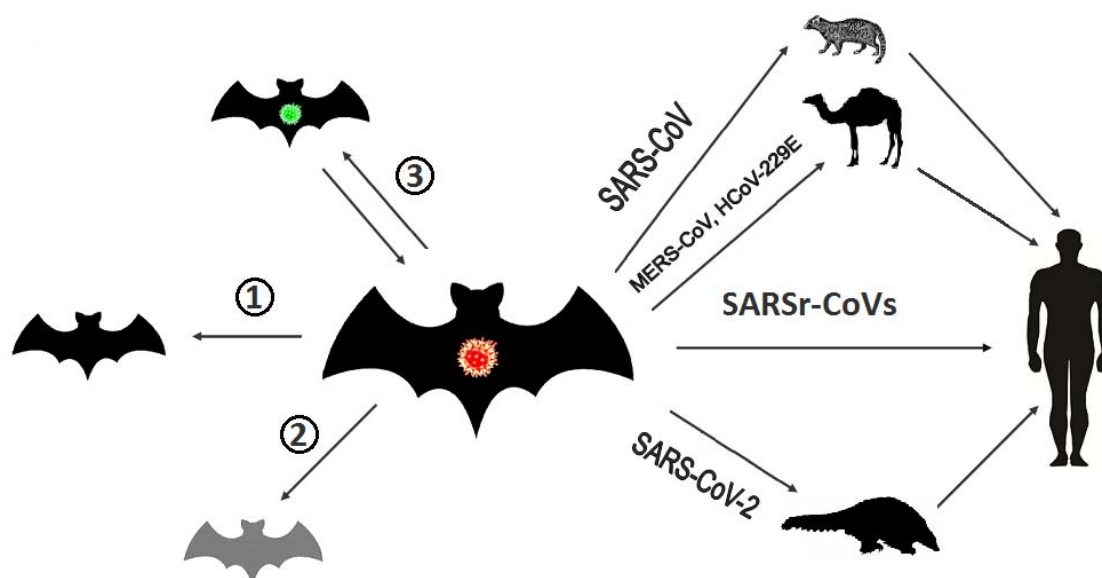 SARS-CoV
③
MERS-CoV, HCoV-229E
①
SARSr-CoVs
②
SARS-CoV-2